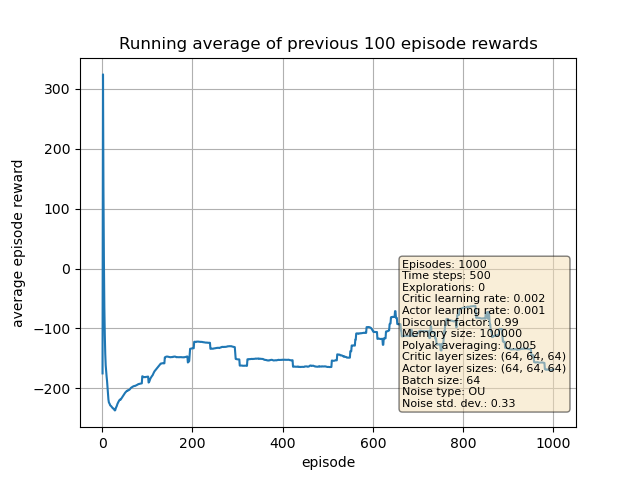 Running average of previous 100 episode rewards
average episode reward
300
200
100
0
−100
−200
Episodes: 1000
Time steps: 500
Explorations: 0
Critic learning rate: 0.002
Actor learning rate: 0.001
Discount factor: 0.99
Memory size: 100000
Polyak averaging: 0.005
Critic layer sizes: (64, 64, 64)
Actor layer sizes: (64, 64, 64)
Batch size: 64
Noise type: OU
Noise std. dev.: 0.33
0 200 400 600 800 1000
episode